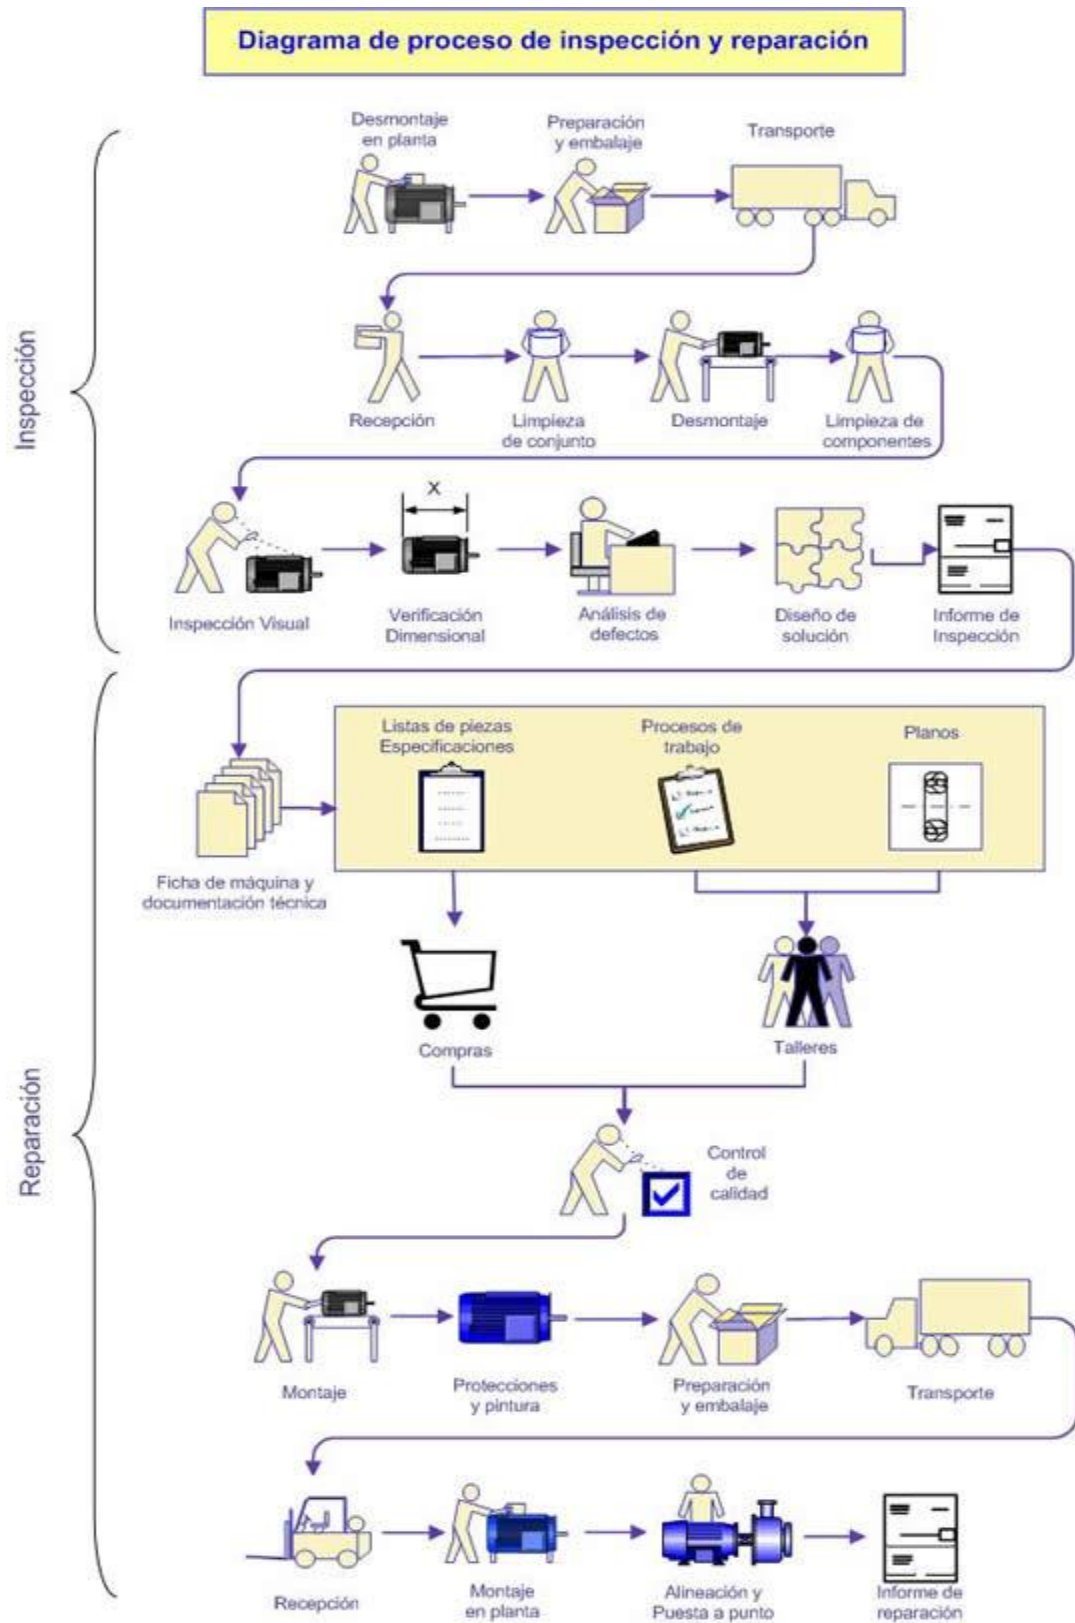 Diagrama de proceso de inspección y reparación
Desmontaje
en planta
Preparación
y embalaje
Transporte
Inspección
Recepción
Limpieza
de conjunto
Desmontaje
Limpieza de
componentes
X
Inspección Visual
Verificación
Dimensional
Análisis de
defectos
Diseño de
solución
Informe de
Inspección
Reparación
Listas de piezas
Especificaciones
Procesos de
trabajo
Planos
Ficha de máquina y
documentación técnica
Compras
Talleres
Control
de
calidad
Montaje
Protecciones
y pintura
Preparación
y embalaje
Transporte
Recepción
Montaje
en planta
Alineación y
Puesta a punto
Informe de
reparación